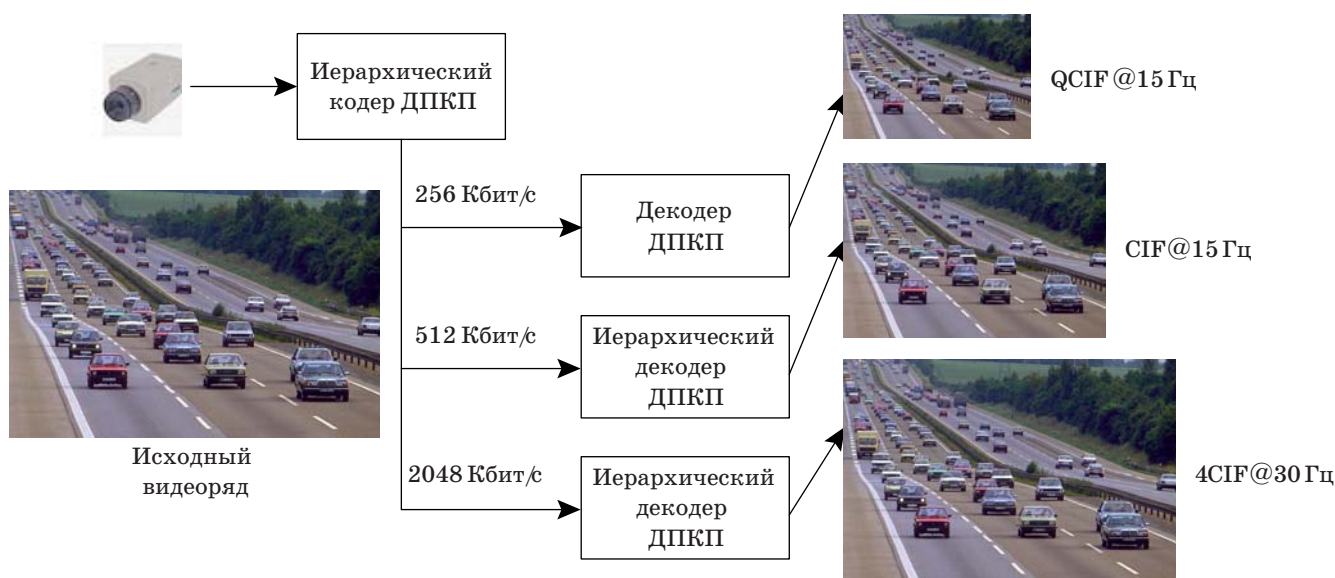 Иерархический
кодер ДПКП
QCIF@15 Гц
256 Кбит/с
Декодер
ДПКП
CIF@15 Гц
512 Кбит/с
Иерархический
декодер
ДПКП
Исходный
видеоряд
2048 Кбит/с
Иерархический
декодер
ДПКП
4CIF@30 Гц